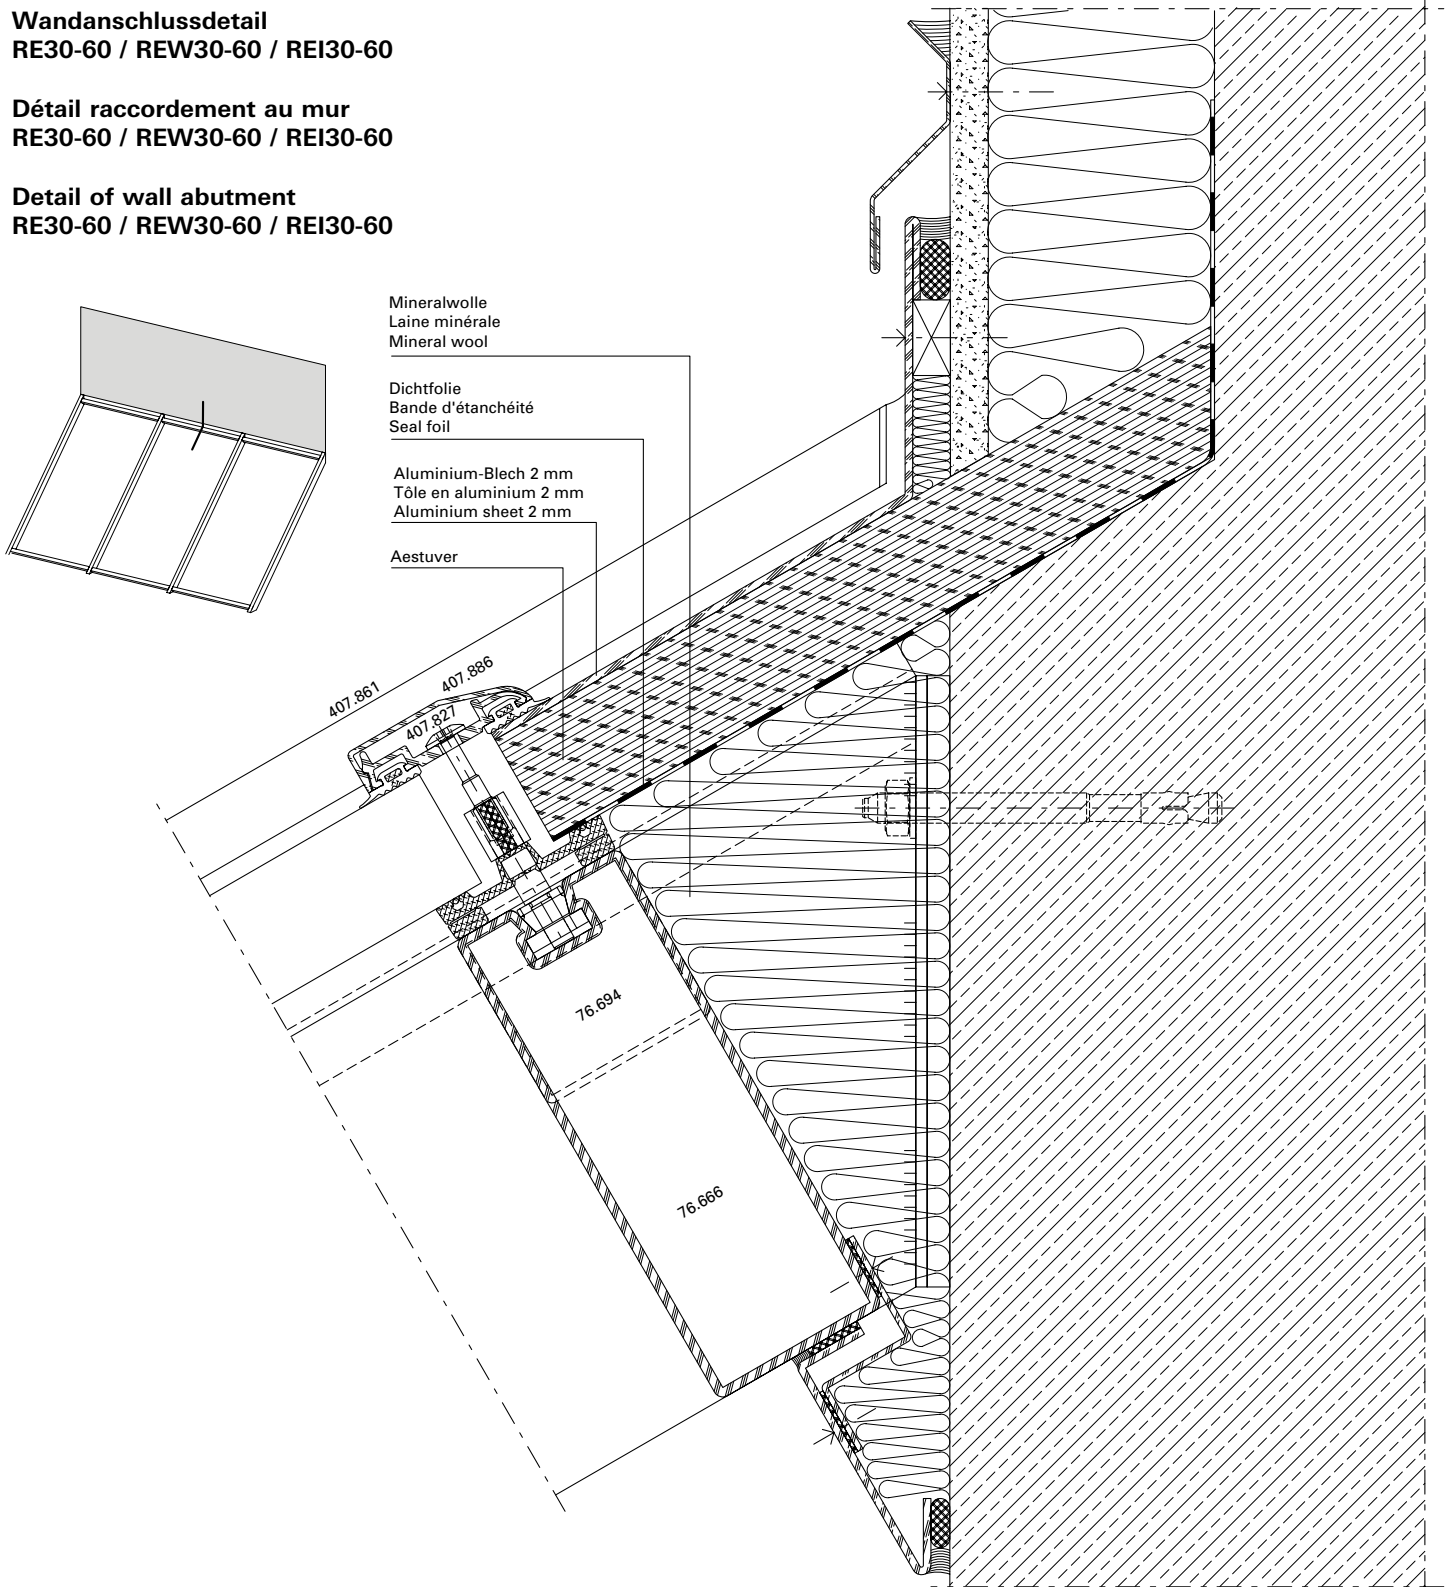 Wandanschlussdetail
RE30-60 / REW30-60 / REI30-60
Détail raccordement au mur
RE30-60 / REW30-60 / REI30-60
Detail of wall abutment
RE30-60 / REW30-60 / REI30-60
Mineralwolle
Laine minérale
Mineral wool
Dichtfolie
Bande d'étanchéité
Seal foil
Aluminium-Blech 2 mm
Tôle en aluminium 2 mm
Aluminium sheet 2 mm
Aestuver
407.861
407.886
407.827
76.694
76.666